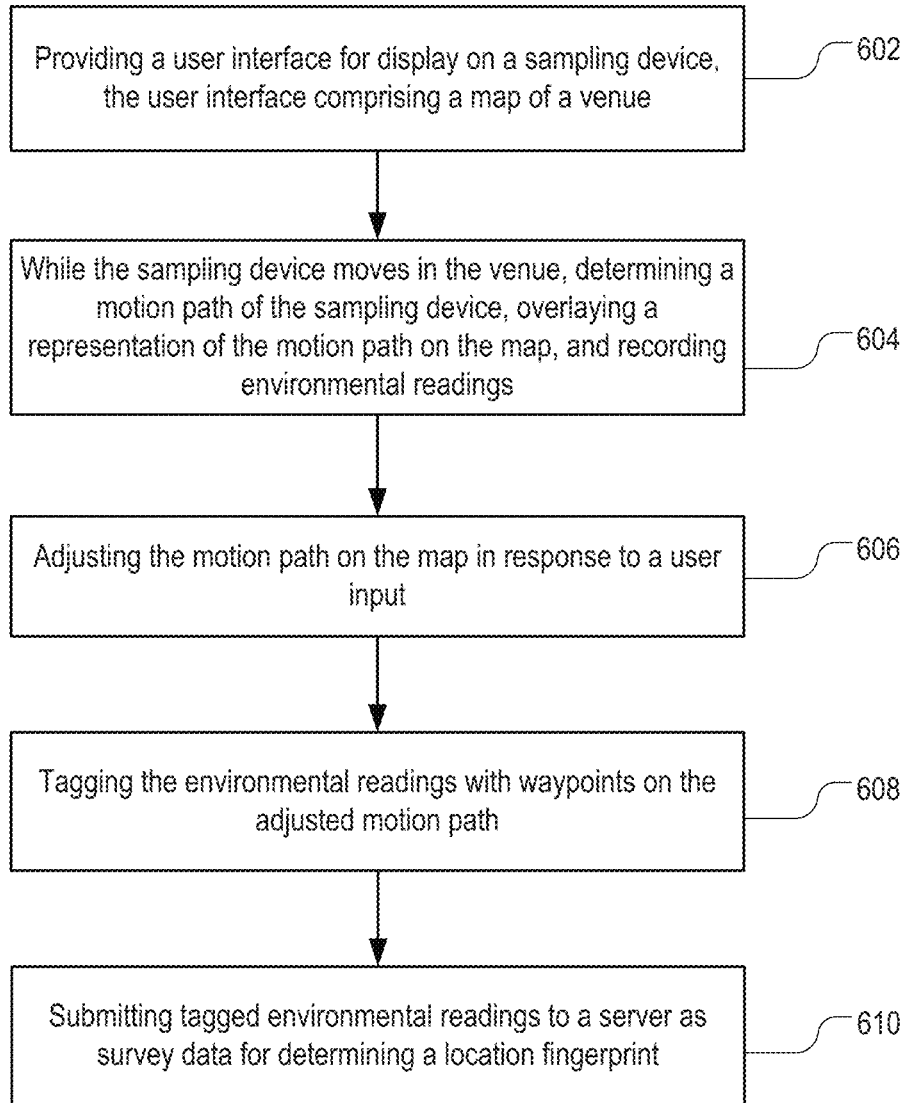 Providing a user interface for display on a sampling device,
the user interface comprising a map of a venue
602
While the sampling device moves in the venue, determining a
motion path of the sampling device, overlaying a
representation of the motion path on the map, and recording
environmental readings
604
Adjusting the motion path on the map in response to a user
input
606
Tagging the environmental readings with waypoints on the
adjusted motion path
608
Submitting tagged environmental readings to a server as
survey data for determining a location fingerprint
610